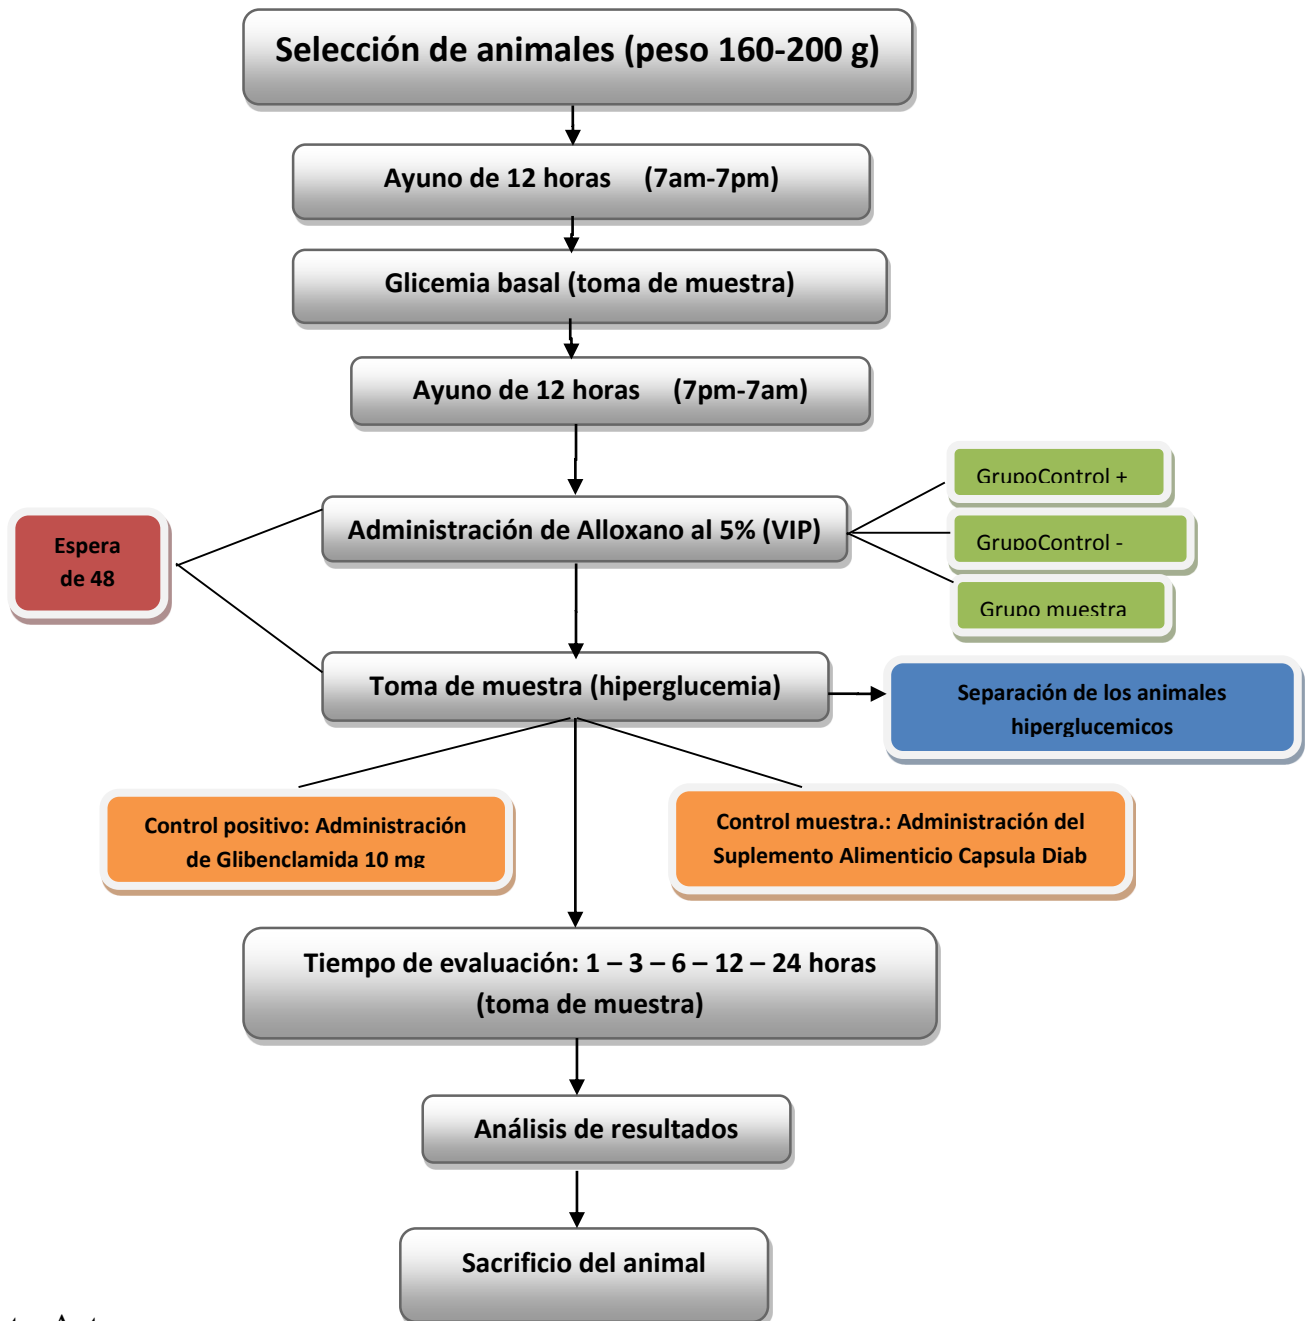 Selección de animales (peso 160-200 g)
Ayuno de 12 horas (7am-7pm)
Glicemia basal (toma de muestra)
Ayuno de 12 horas (7pm-7am)
GrupoControl +
Administración de Alloxano al 5% (VIP)
GrupoControl -
Espera
de 48
Grupo muestra
Toma de muestra (hiperglucemia)
Separación de los animales
hiperglucemicos
Control positivo: Administración
de Glibenclamida 10 mg
Control muestra.: Administración del
Suplemento Alimenticio Capsula Diab
Tiempo de evaluación: 1 – 3 – 6 – 12 – 24 horas
(toma de muestra)
Análisis de resultados
Sacrificio del animal